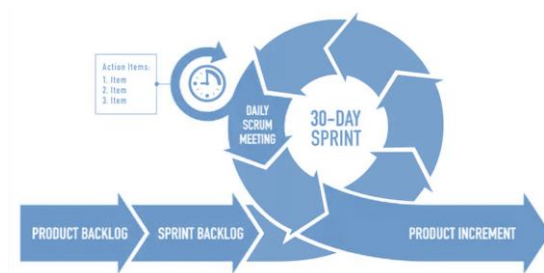 Action Items:
1. Item
2. Item
3. Item
DAILY
SCRUM
MEETING
30-DAY
SPRINT
PRODUCT BACKLOG
SPRINT BACKLOG
PRODUCT INCREMENT